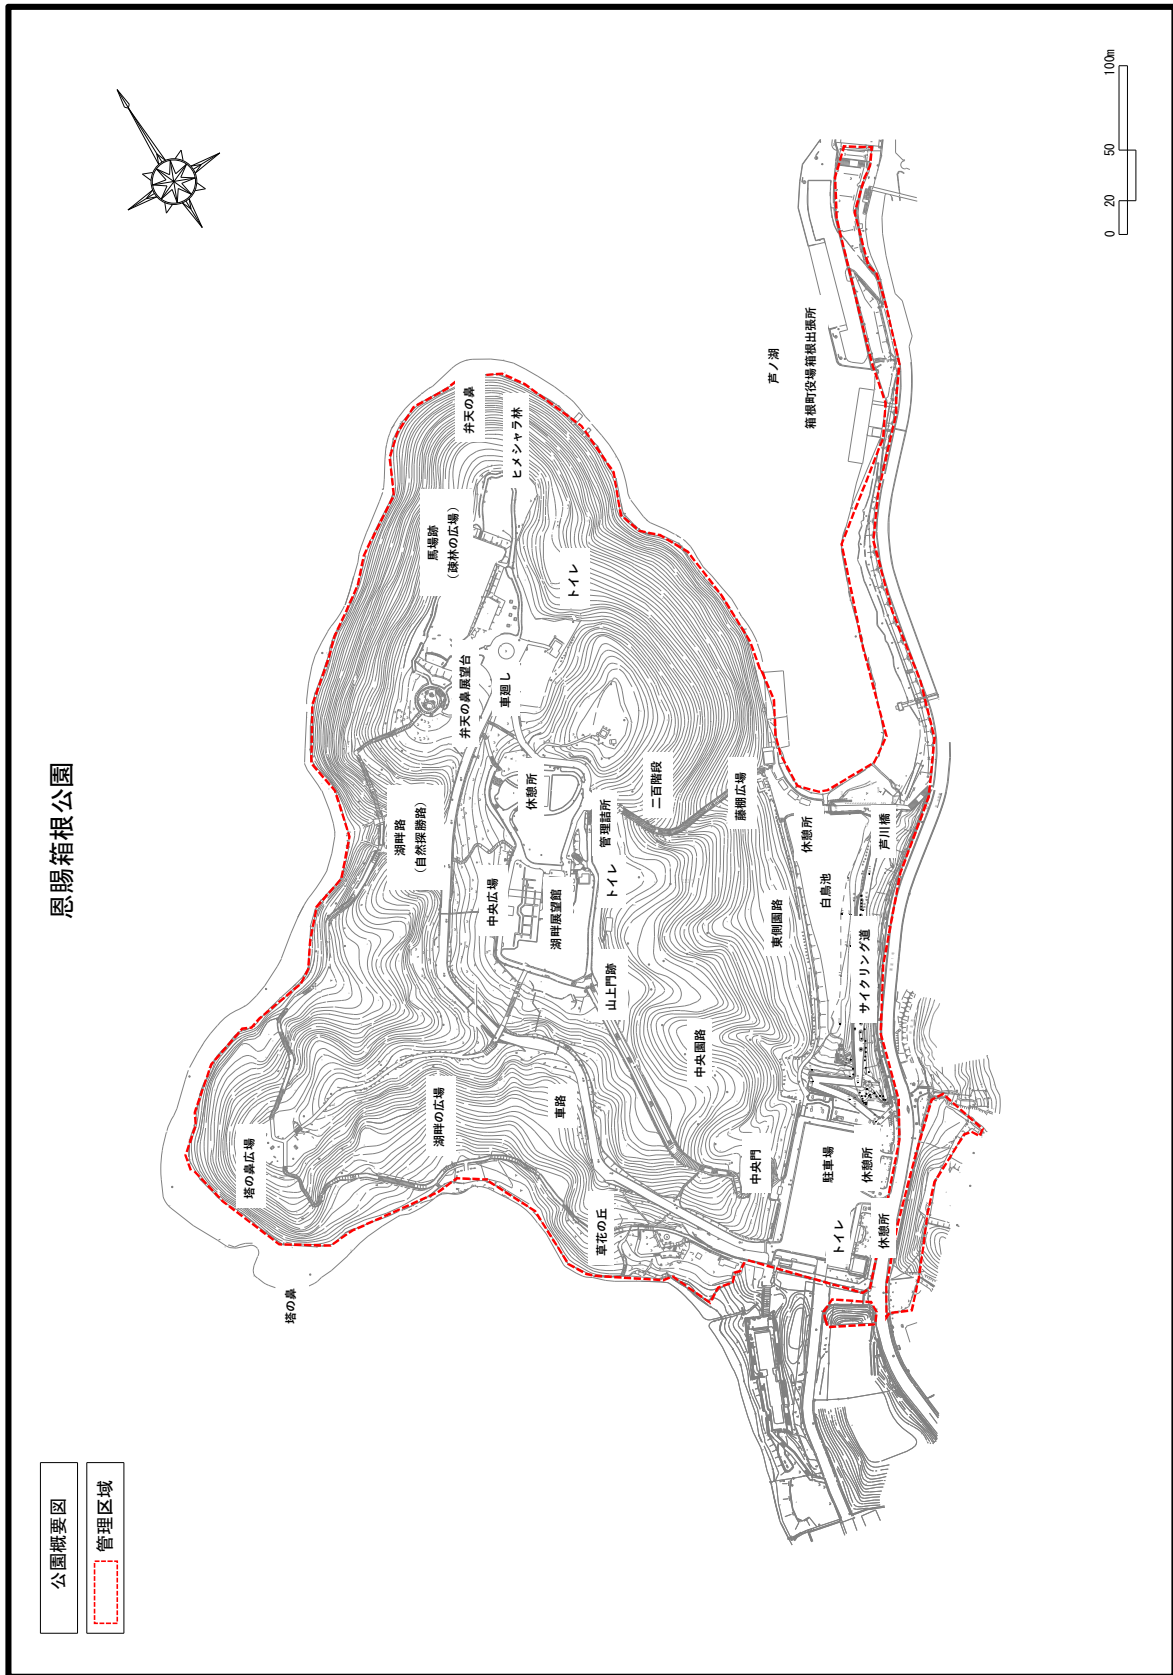 公園概要図
管理区域
恩賜箱根公園
塔の鼻
塔の鼻広場
湖畔の広場
湖畔路
（自然探勝路）
弁天の鼻
ヒメシャラ林
馬場跡
（疎林の広場）
トイレ
弁天の鼻展望台
車廻し
休憩所
中央広場
湖畔展望館
管理詰所
トイレ
二百階段
藤棚広場
山上門跡
車路
中央園路
東側園路
草花の丘
中央門
駐車場
休憩所
トイレ
休憩所
休憩所
白鳥池
芦川橋
サイクリング道
芦ノ湖
箱根町役場箱根出張所
0 20 50 100m